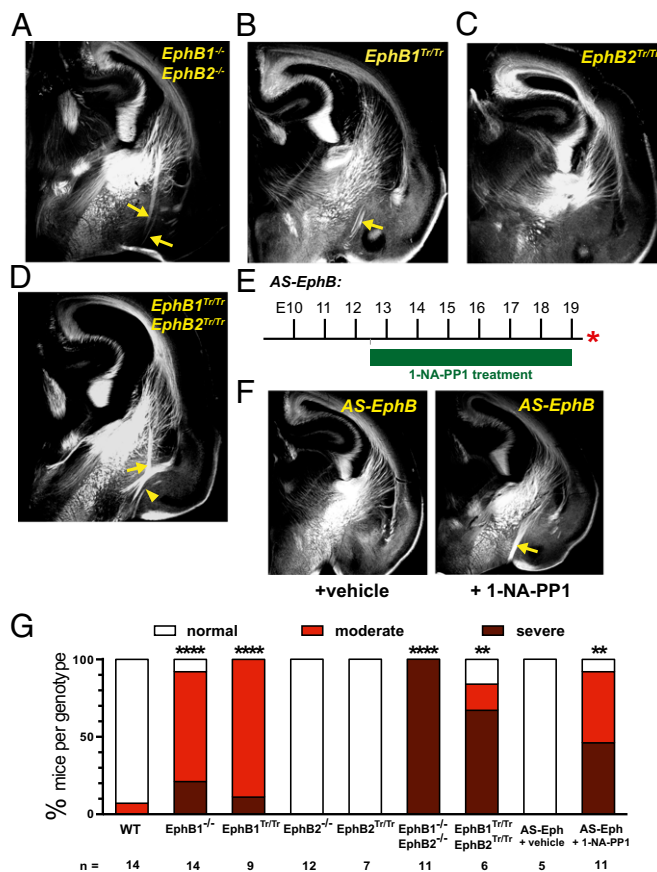 A
EphB1-/-
EphB2-/-
B
EphB1Tr/Tr
C
EphB2Tr/Tr
D
EphB1Tr/Tr
EphB2Tr/Tr
E
AS-EphB:
E10 11 12 13 14 15 16 17 18 19
*
1-NA-PP1 treatment
F
AS-EphB
AS-EphB
+vehicle
+ 1-NA-PP1
G
normal moderate severe
**** **** **** ** **
100
50
0
% mice per genotype
WT EphB1-/- EphB1Tr/Tr EphB2-/- EphB2Tr/Tr EphB1-/- EphB2-/- EphB1Tr/Tr EphB2Tr/Tr AS-Eph + vehicle AS-Eph + 1-NA-PP1
n = 14 14 9 12 7 11 6 5 11